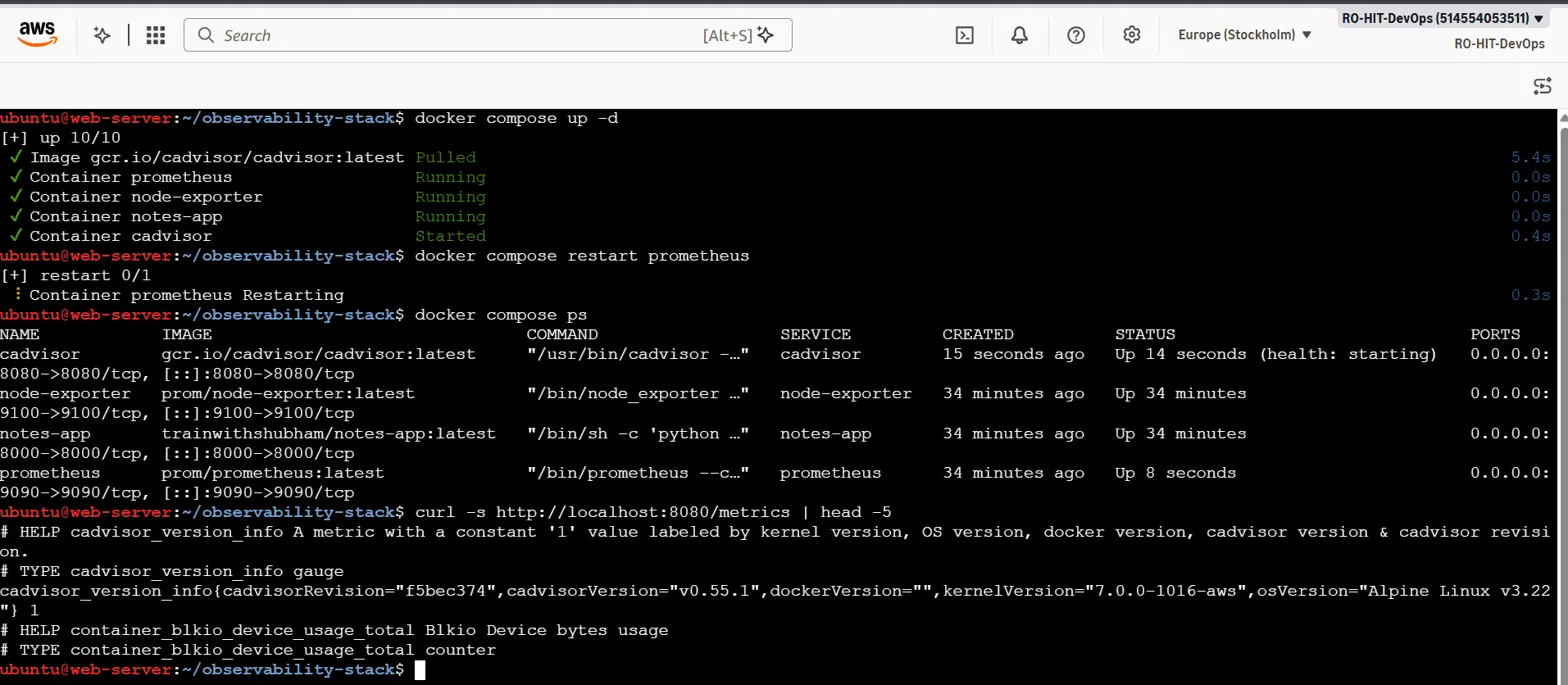 aws
Search [Alt+S]
Europe (Stockholm) ▼
RO-HIT-DevOps (514554053511) ▼
RO-HIT-DevOps
ubuntu@web-server:~/observability-stack$ docker compose up -d
[+] up 10/10
✓ Image gcr.io/cadvisor/cadvisor:latest Pulled 5.4s
✓ Container prometheus Running 0.0s
✓ Container node-exporter Running 0.0s
✓ Container notes-app Running 0.0s
✓ Container cadvisor Started 0.4s
ubuntu@web-server:~/observability-stack$ docker compose restart prometheus
[+] restart 0/1
⠸ Container prometheus Restarting 0.3s
ubuntu@web-server:~/observability-stack$ docker compose ps
NAME IMAGE COMMAND SERVICE CREATED STATUS PORTS
cadvisor gcr.io/cadvisor/cadvisor:latest "/usr/bin/cadvisor -…" cadvisor 15 seconds ago Up 14 seconds (health: starting) 0.0.0.0:
8080->8080/tcp, [::]:8080->8080/tcp
node-exporter prom/node-exporter:latest "/bin/node_exporter …" node-exporter 34 minutes ago Up 34 minutes 0.0.0.0:
9100->9100/tcp, [::]:9100->9100/tcp
notes-app trainwithshubham/notes-app:latest "/bin/sh -c 'python …" notes-app 34 minutes ago Up 34 minutes 0.0.0.0:
8000->8000/tcp, [::]:8000->8000/tcp
prometheus prom/prometheus:latest "/bin/prometheus --c…" prometheus 34 minutes ago Up 8 seconds 0.0.0.0:
9090->9090/tcp, [::]:9090->9090/tcp
ubuntu@web-server:~/observability-stack$ curl -s http://localhost:8080/metrics | head -5
# HELP cadvisor_version_info A metric with a constant '1' value labeled by kernel version, OS version, docker version, cadvisor version & cadvisor revisi
on.
# TYPE cadvisor_version_info gauge
cadvisor_version_info{cadvisorRevision="f5bec374",cadvisorVersion="v0.55.1",dockerVersion="",kernelVersion="7.0.0-1016-aws",osVersion="Alpine Linux v3.22
"} 1
# HELP container_blkio_device_usage_total Blkio Device bytes usage
# TYPE container_blkio_device_usage_total counter
ubuntu@web-server:~/observability-stack$